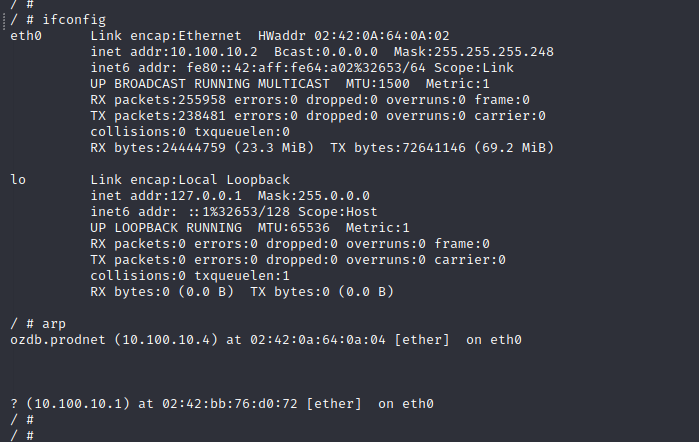 / #
/ # ifconfig
eth0      Link encap:Ethernet  HWaddr 02:42:0A:64:0A:02
          inet addr:10.100.10.2  Bcast:0.0.0.0  Mask:255.255.255.248
          inet6 addr: fe80::42:aff:fe64:a02%32653/64 Scope:Link
          UP BROADCAST RUNNING MULTICAST  MTU:1500  Metric:1
          RX packets:255958 errors:0 dropped:0 overruns:0 frame:0
          TX packets:238481 errors:0 dropped:0 overruns:0 carrier:0
          collisions:0 txqueuelen:0
          RX bytes:24444759 (23.3 MiB)  TX bytes:72641146 (69.2 MiB)
lo        Link encap:Local Loopback
          inet addr:127.0.0.1  Mask:255.0.0.0
          inet6 addr: ::1%32653/128 Scope:Host
          UP LOOPBACK RUNNING  MTU:65536  Metric:1
          RX packets:0 errors:0 dropped:0 overruns:0 frame:0
          TX packets:0 errors:0 dropped:0 overruns:0 carrier:0
          collisions:0 txqueuelen:1
          RX bytes:0 (0.0 B)  TX bytes:0 (0.0 B)
/ # arp
ozdb.prodnet (10.100.10.4) at 02:42:0a:64:0a:04 [ether]  on eth0
? (10.100.10.1) at 02:42:bb:76:d0:72 [ether]  on eth0
/ #
/ #